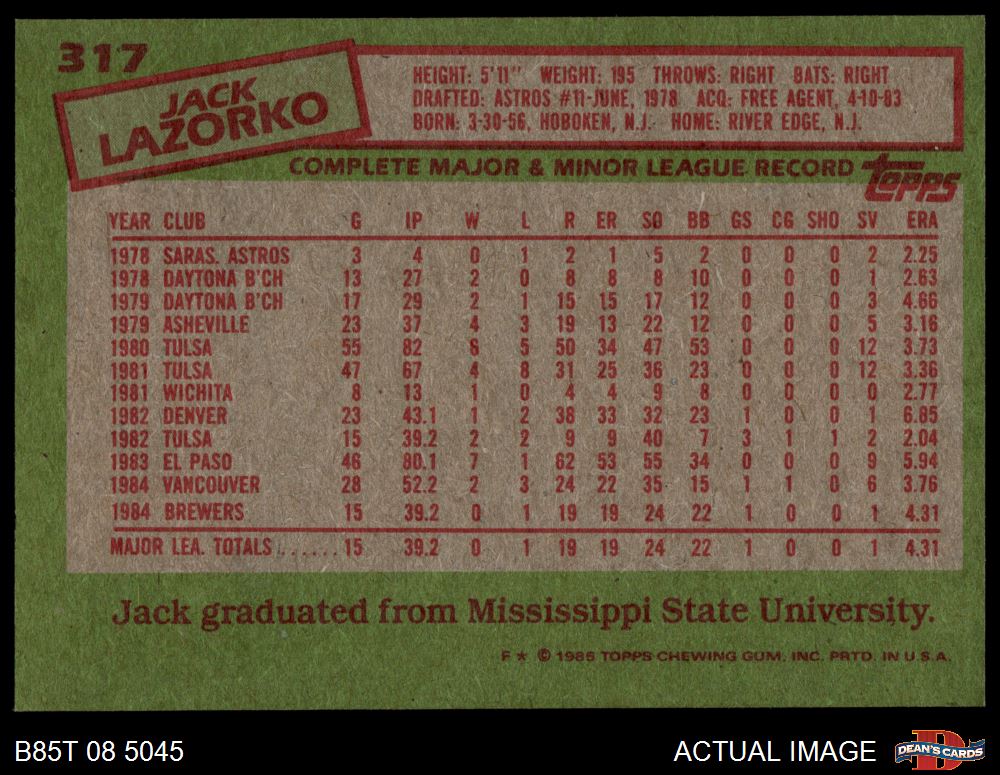 317
JACK
LAZORKO
HEIGHT: 5'11" WEIGHT: 195 THROWS: RIGHT BATS: RIGHT
DRAFTED: ASTROS #11-JUNE, 1978 ACQ: FREE AGENT, 4-10-83
BORN: 3-30-56, HOBOKEN, N.J. HOME: RIVER EDGE, N.J.
COMPLETE MAJOR & MINOR LEAGUE RECORD
topps
YEAR CLUB G IP W L R ER SO BB GS CG SHO SV ERA
1978 SARAS. ASTROS 3 4 0 1 2 1 5 2 0 0 0 2 2.25
1978 DAYTONA B'CH 13 27 2 0 8 8 8 10 0 0 0 1 2.63
1979 DAYTONA B'CH 17 29 2 1 15 15 17 12 0 0 0 3 4.66
1979 ASHEVILLE 23 37 4 3 19 13 22 12 0 0 0 5 3.16
1980 TULSA 55 82 6 5 50 34 47 53 0 0 0 12 3.73
1981 TULSA 47 67 4 8 31 25 36 23 0 0 0 12 3.36
1981 WICHITA 8 13 1 0 4 4 9 8 0 0 0 0 2.77
1982 DENVER 23 43.1 1 2 38 33 32 23 1 0 0 1 6.85
1982 TULSA 15 39.2 2 2 9 9 40 7 3 1 1 2 2.04
1983 EL PASO 46 80.1 7 1 62 53 55 34 0 0 0 9 5.94
1984 VANCOUVER 28 52.2 2 3 24 22 35 15 1 1 0 6 3.76
1984 BREWERS 15 39.2 0 1 19 19 24 22 1 0 0 1 4.31
MAJOR LEA. TOTALS ...... 15 39.2 0 1 19 19 24 22 1 0 0 1 4.31
Jack graduated from Mississippi State University.
F * © 1985 TOPPS CHEWING GUM, INC. PRTD. IN U.S.A.
B85T 08 5045
ACTUAL IMAGE
D
DEAN'S CARDS